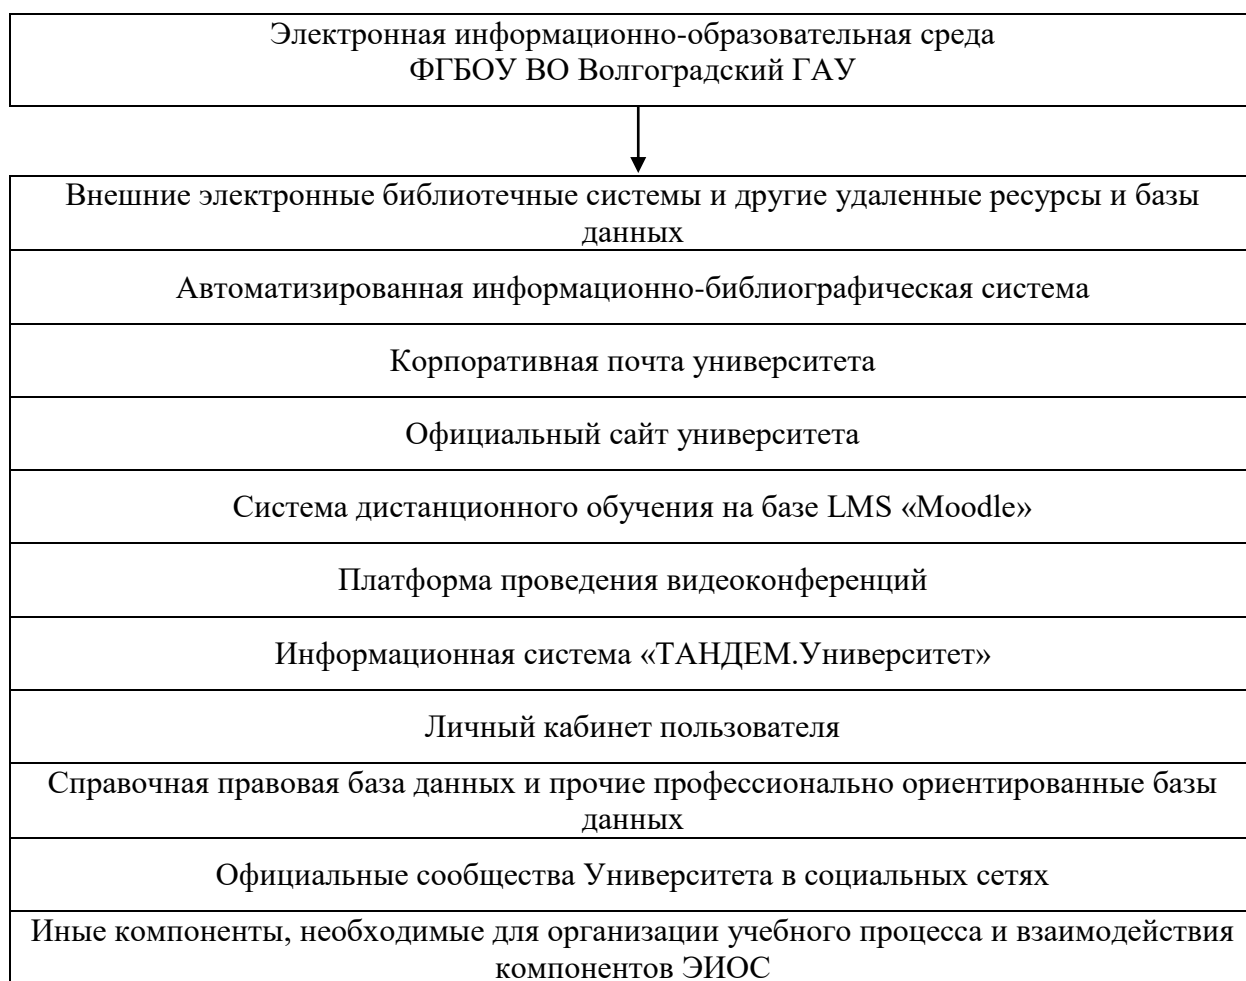 Электронная информационно-образовательная среда
ФГБОУ ВО Волгоградский ГАУ
Внешние электронные библиотечные системы и другие удаленные ресурсы и базы
данных
Автоматизированная информационно-библиографическая система
Корпоративная почта университета
Официальный сайт университета
Система дистанционного обучения на базе LMS «Moodle»
Платформа проведения видеоконференций
Информационная система «ТАНДЕМ.Университет»
Личный кабинет пользователя
Справочная правовая база данных и прочие профессионально ориентированные базы
данных
Официальные сообщества Университета в социальных сетях
Иные компоненты, необходимые для организации учебного процесса и взаимодействия
компонентов ЭИОС